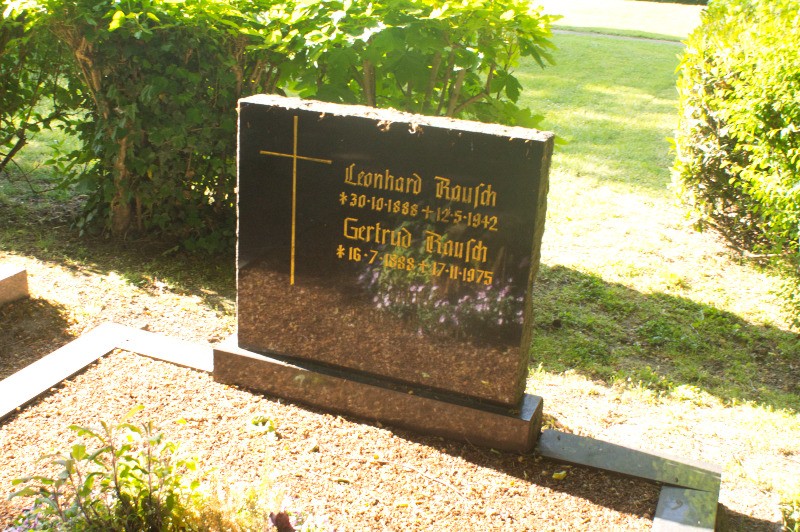 Leonhard Rausch
*30·10·1888 + 12·5·1942
Gertrud Rausch
*16·7·1888 + 17·11·1975